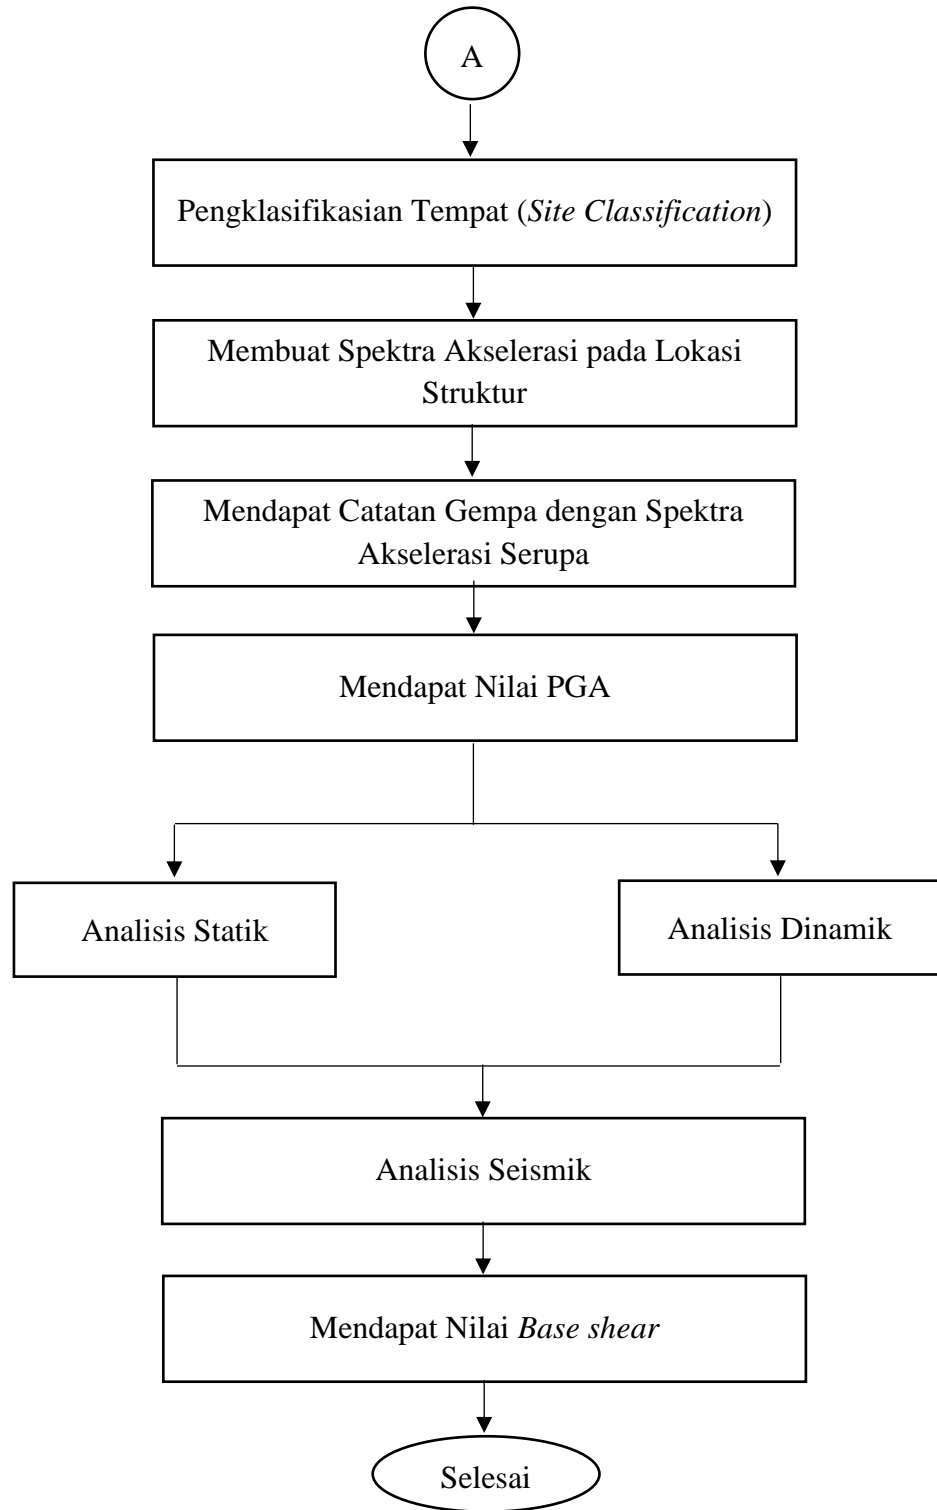 A
Pengklasifikasian Tempat (Site Classification)
Membuat Spektra Akselerasi pada Lokasi
Struktur
Mendapat Catatan Gempa dengan Spektra
Akselerasi Serupa
Mendapat Nilai PGA
Analisis Statik
Analisis Dinamik
Analisis Seismik
Mendapat Nilai Base shear
Selesai